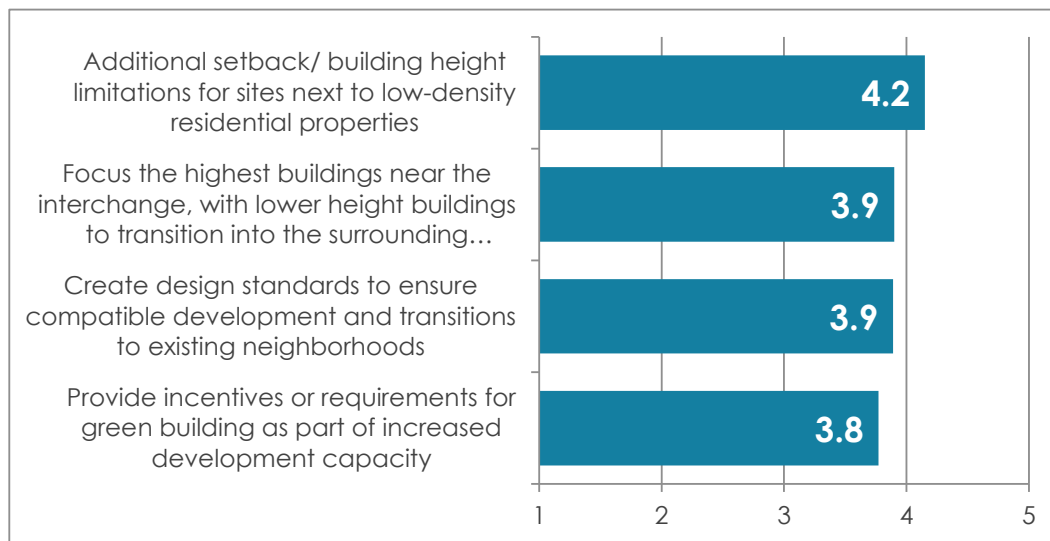 Additional setback/ building height
limitations for sites next to low-density
residential properties
4.2
Focus the highest buildings near the
interchange, with lower height buildings
to transition into the surrounding…
3.9
Create design standards to ensure
compatible development and transitions
to existing neighborhoods
3.9
Provide incentives or requirements for
green building as part of increased
development capacity
3.8
1 2 3 4 5